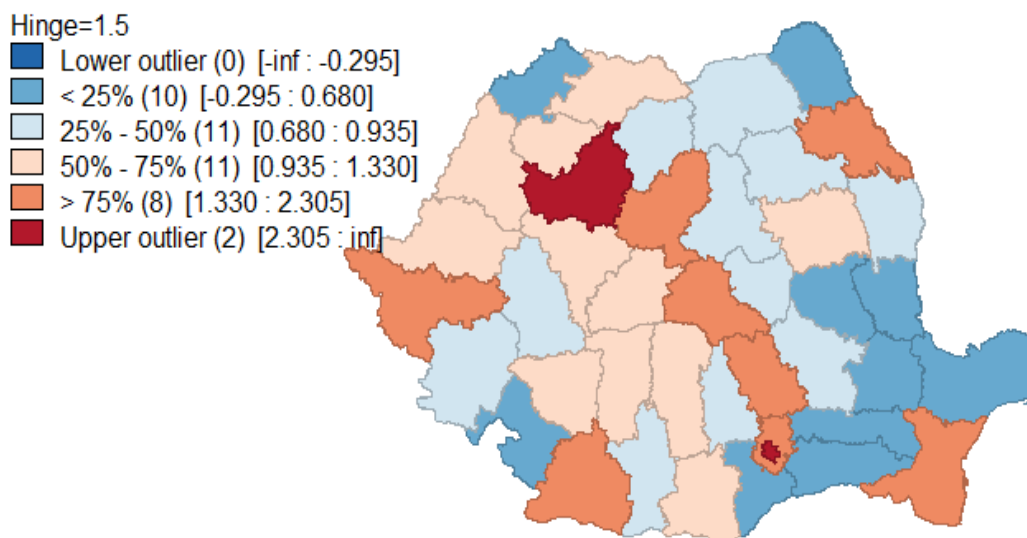 Hinge=1.5
Lower outlier (0) [-inf : -0.295]
< 25% (10) [-0.295 : 0.680]
25% - 50% (11) [0.680 : 0.935]
50% - 75% (11) [0.935 : 1.330]
> 75% (8) [1.330 : 2.305]
Upper outlier (2) [2.305 : inf]